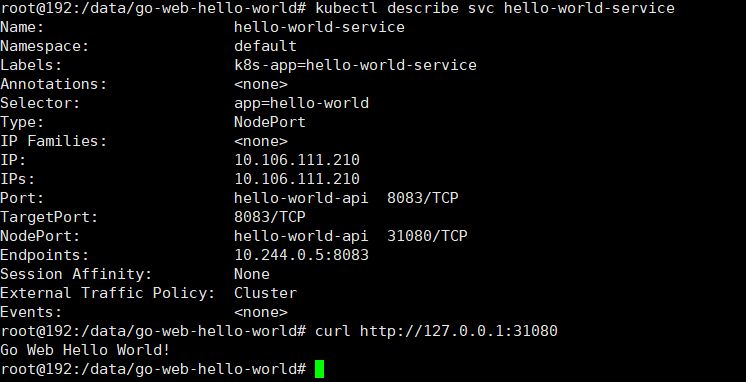 root@192:/data/go-web-hello-world# kubectl describe svc hello-world-service
Name:                     hello-world-service
Namespace:                default
Labels:                   k8s-app=hello-world-service
Annotations:              <none>
Selector:                 app=hello-world
Type:                     NodePort
IP Families:              <none>
IP:                       10.106.111.210
IPs:                      10.106.111.210
Port:                     hello-world-api  8083/TCP
TargetPort:               8083/TCP
NodePort:                 hello-world-api  31080/TCP
Endpoints:                10.244.0.5:8083
Session Affinity:         None
External Traffic Policy:  Cluster
Events:                   <none>
root@192:/data/go-web-hello-world# curl http://127.0.0.1:31080
Go Web Hello World!
root@192:/data/go-web-hello-world#